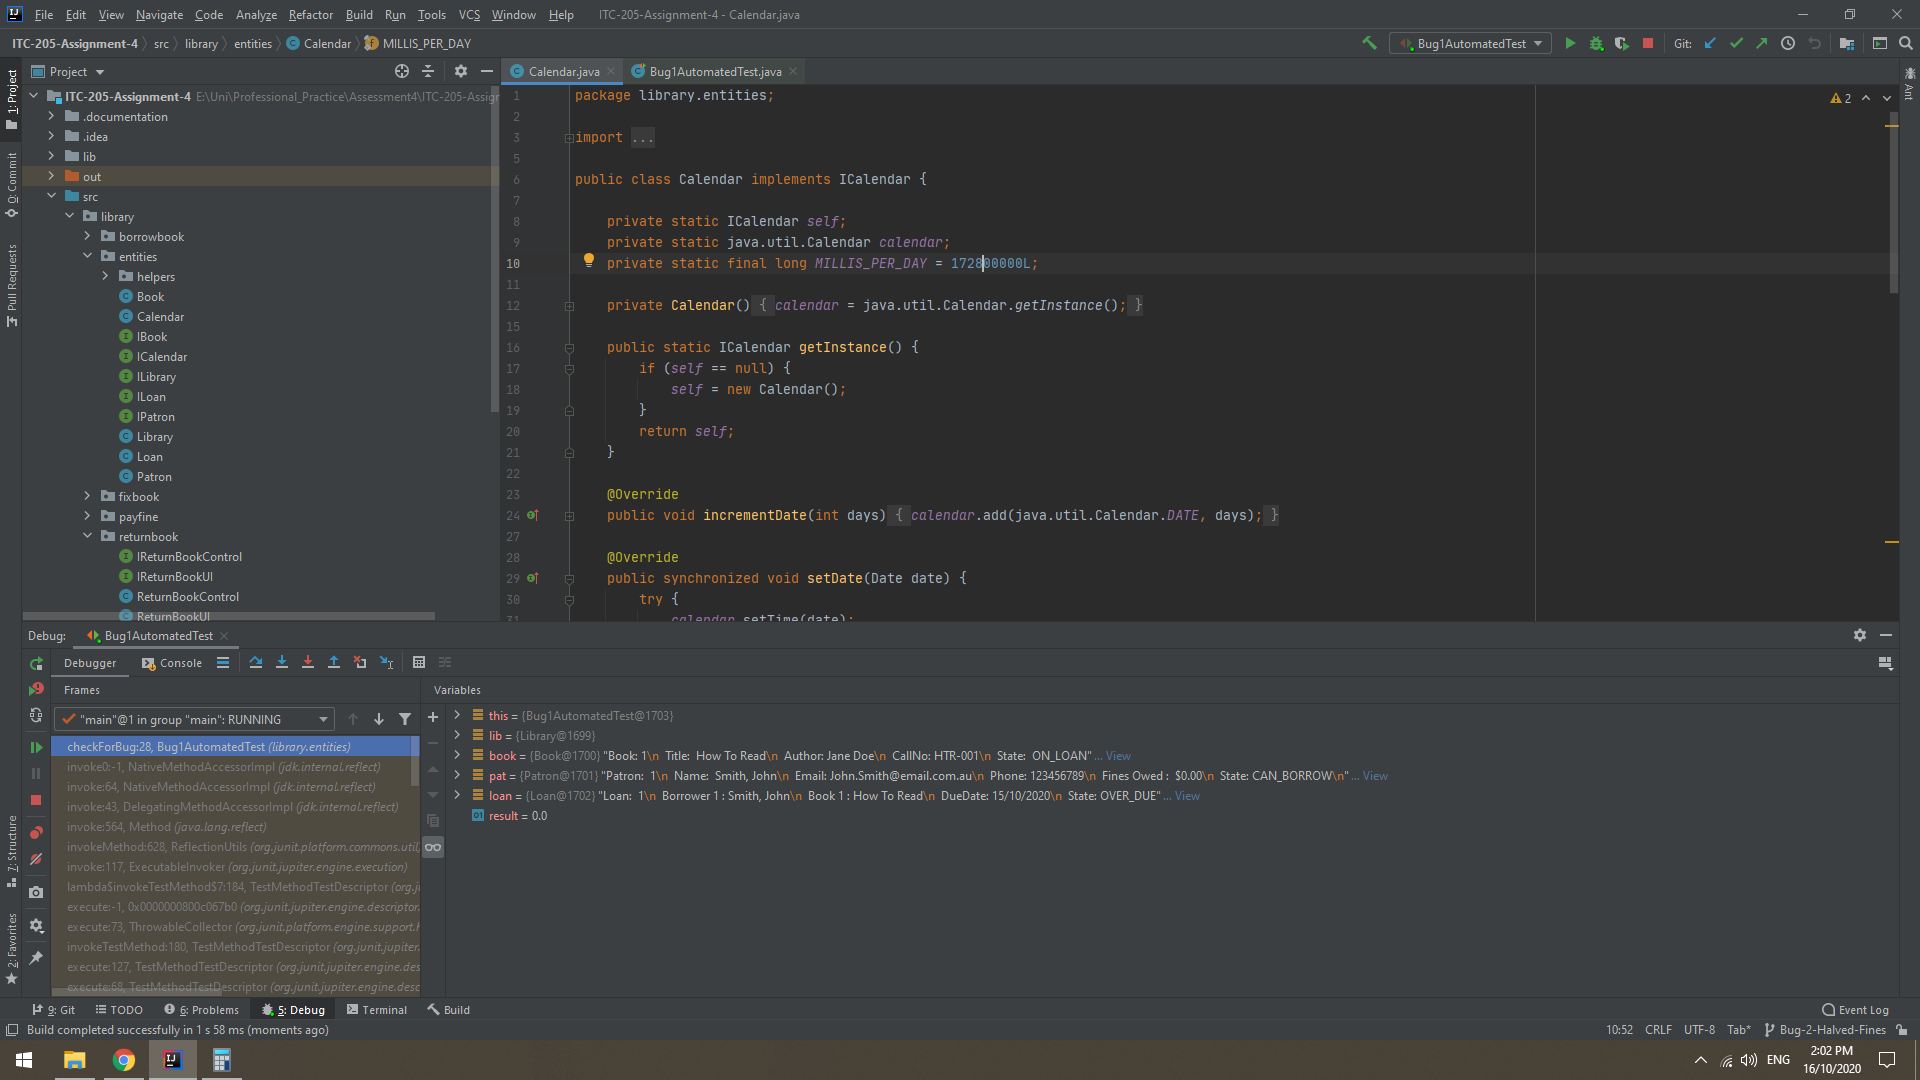 File Edit View Navigate Code Analyze Refactor Build Run Tools VCS Window Help ITC-205-Assignment-4 - Calendar.java
ITC-205-Assignment-4 src library entities Calendar MILLIS_PER_DAY Bug1AutomatedTest Git:
Project
Calendar.java
Bug1AutomatedTest.java
1: Project
0: Commit
Pull Requests
7: Structure
2: Favorites
Ant
ITC-205-Assignment-4 E:\Uni\Professional_Practice\Assessment4\ITC-205-Assign
.documentation
.idea
lib
out
src
library
borrowbook
entities
helpers
Book
Calendar
IBook
ICalendar
ILibrary
ILoan
IPatron
Library
Loan
Patron
fixbook
payfine
returnbook
IReturnBookControl
IReturnBookUI
ReturnBookControl
ReturnBookUI
2
1 package library.entities;
2
3 import ...
5
6 public class Calendar implements ICalendar {
7
8 private static ICalendar self;
9 private static java.util.Calendar calendar;
10 private static final long MILLIS_PER_DAY = 172800000L;
11
12 private Calendar() { calendar = java.util.Calendar.getInstance(); }
15
16 public static ICalendar getInstance() {
17 if (self == null) {
18 self = new Calendar();
19 }
20 return self;
21 }
22
23 @Override
24 public void incrementDate(int days) { calendar.add(java.util.Calendar.DATE, days); }
27
28 @Override
29 public synchronized void setDate(Date date) {
30 try {
31 calendar.setTime(date);
Debug: Bug1AutomatedTest
Debugger Console
Frames
Variables
"main"@1 in group "main": RUNNING
checkForBug:28, Bug1AutomatedTest (library.entities)
invoke0:-1, NativeMethodAccessorImpl (jdk.internal.reflect)
invoke:64, NativeMethodAccessorImpl (jdk.internal.reflect)
invoke:43, DelegatingMethodAccessorImpl (jdk.internal.reflect)
invoke:564, Method (java.lang.reflect)
invokeMethod:628, ReflectionUtils (org.junit.platform.commons.util,
invoke:117, ExecutableInvoker (org.junit.jupiter.engine.execution)
lambda$invokeTestMethod$7:184, TestMethodTestDescriptor (org.ju
execute:-1, 0x0000000800c067b0 (org.junit.jupiter.engine.descriptor.
execute:73, ThrowableCollector (org.junit.platform.engine.support.h
invokeTestMethod:180, TestMethodTestDescriptor (org.junit.jupiter.
execute:127, TestMethodTestDescriptor (org.junit.jupiter.engine.des
execute:68, TestMethodTestDescriptor (org.junit.jupiter.engine.desc
this = {Bug1AutomatedTest@1703}
lib = {Library@1699}
book = {Book@1700} "Book: 1\n Title: How To Read\n Author: Jane Doe\n CallNo: HTR-001\n State: ON_LOAN" ... View
pat = {Patron@1701} "Patron: 1\n Name: Smith, John\n Email: John.Smith@email.com.au\n Phone: 123456789\n Fines Owed : $0.00\n State: CAN_BORROW\n" ... View
loan = {Loan@1702} "Loan: 1\n Borrower 1 : Smith, John\n Book 1 : How To Read\n DueDate: 15/10/2020\n State: OVER_DUE" ... View
result = 0.0
9: Git TODO 6: Problems 5: Debug Terminal Build Event Log
Build completed successfully in 1 s 58 ms (moments ago) 10:52 CRLF UTF-8 Tab* Bug-2-Halved-Fines
ENG
2:02 PM
16/10/2020